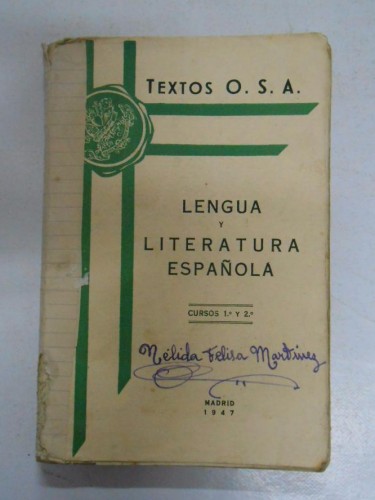 TEXTOS O. S. A.
LENGUA
Y
LITERATURA
ESPAÑOLA
CURSOS 1.º Y 2.º
Nélida Felisa Martínez
MADRID
1947